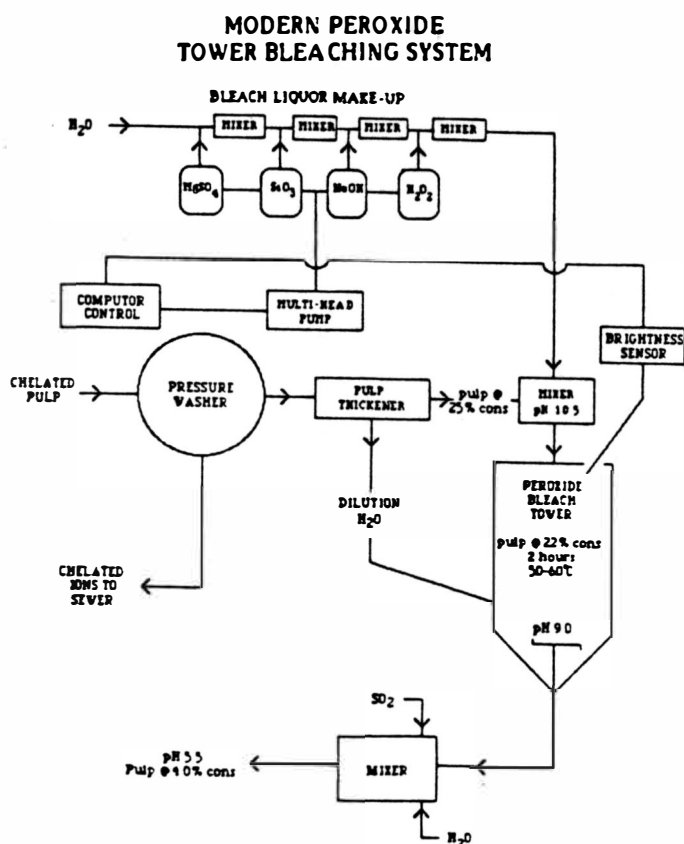 MODERN PEROXIDE
TOWER BLEACHING SYSTEM
BLEACH LIQUOR MAKE-UP
H₂O
MIXER
MIXER
MIXER
MIXER
MgSO₄
SiO₃
NaOH
H₂O₂
COMPUTOR
CONTROL
MULTI-HEAD
PUMP
BRIGHTNESS
SENSOR
CHELATED
PULP
PRESSURE
WASHER
PULP
THICKENER
pulp @
25% cons
MIXER
pH 10.5
DILUTION
H₂O
PEROXIDE
BLEACH
TOWER
pulp @ 22% cons
2 hours
50-60℃
pH 9.0
CHELATED
IONS TO
SEWER
SO₂
MIXER
H₂O
pH 5.5
Pulp @ 4.0% cons